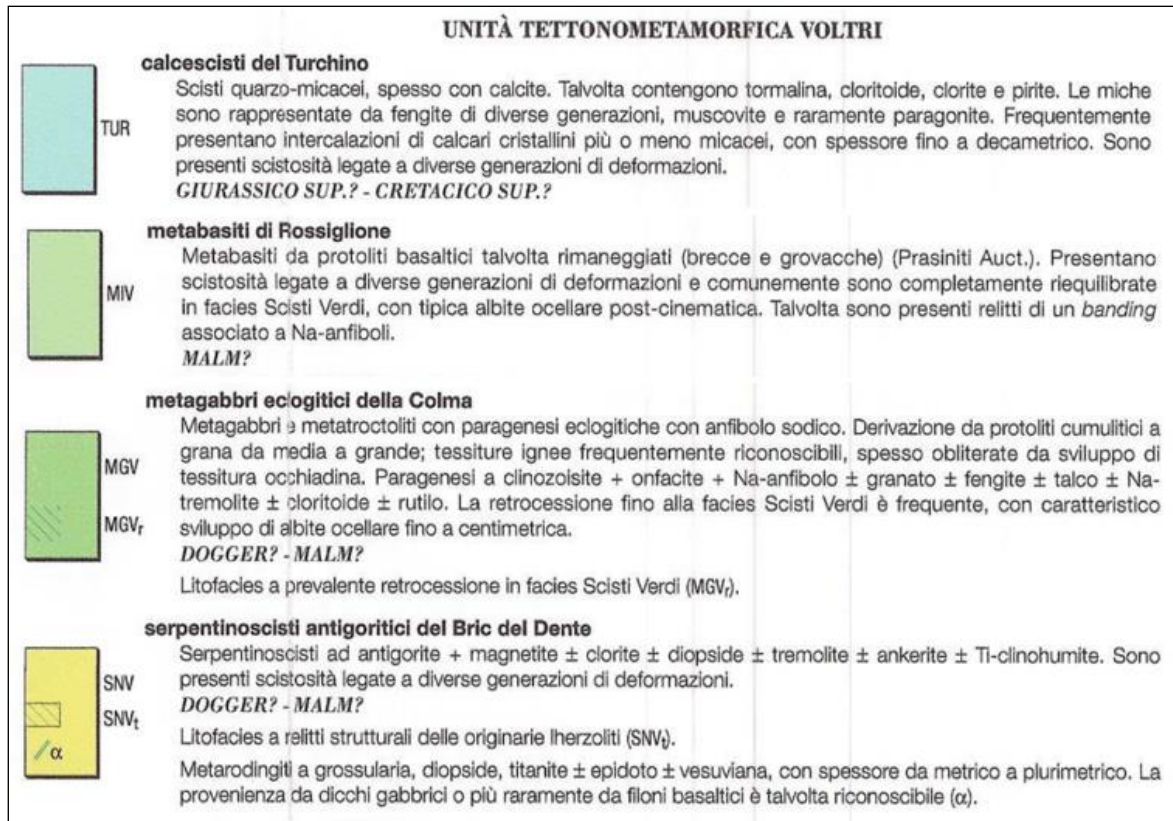 UNITÀ TETTONOMETAMORFICA VOLTRI
calcescisti del Turchino
Scisti quarzo-micacei, spesso con calcite. Talvolta contengono tormalina, cloritoide, clorite e pirite. Le miche
sono rappresentate da fengite di diverse generazioni, muscovite e raramente paragonite. Frequentemente
TUR
presentano intercalazioni di calcari cristallini più o meno micacei, con spessore fino a decametrico. Sono
presenti scistosità legate a diverse generazioni di deformazioni.
GIURASSICO SUP.? - CRETACICO SUP.?
metabasiti di Rossiglione
Metabasiti da protoliti basaltici talvolta rimaneggiati (brecce e grovacche) (Prasiniti Auct.). Presentano
scistosità legate a diverse generazioni di deformazioni e comunemente sono completamente riequilibrate
MIV
in facies Scisti Verdi, con tipica albite ocellare post-cinematica. Talvolta sono presenti relitti di un banding
associato a Na-anfiboli.
MALM?
metagabbri eclogitici della Colma
Metagabbri e metatroctoliti con paragenesi eclogitiche con anfibolo sodico. Derivazione da protoliti cumulitici a
MGV
grana da media a grande; tessiture ignee frequentemente riconoscibili, spesso obliterate da sviluppo di
tessitura occhiadina. Paragenesi a clinozoisite + onfacite + Na-anfibolo ± granato ± fengite ± talco ± Na-
MGVr
tremolite ± cloritoide ± rutilo. La retrocessione fino alla facies Scisti Verdi è frequente, con caratteristico
sviluppo di albite ocellare fino a centimetrica.
DOGGER? - MALM?
Litofacies a prevalente retrocessione in facies Scisti Verdi (MGVr).
serpentinoscisti antigoritici del Bric del Dente
Serpentinoscisti ad antigorite + magnetite ± clorite ± diopside ± tremolite ± ankerite ± Ti-clinohumite. Sono
SNV
presenti scistosità legate a diverse generazioni di deformazioni.
SNVt
DOGGER? - MALM?
Litofacies a relitti strutturali delle originarie lherzoliti (SNVt).
α
Metarodingiti a grossularia, diopside, titanite ± epidoto ± vesuviana, con spessore da metrico a plurimetrico. La
provenienza da dicchi gabbrici o più raramente da filoni basaltici è talvolta riconoscibile (α).